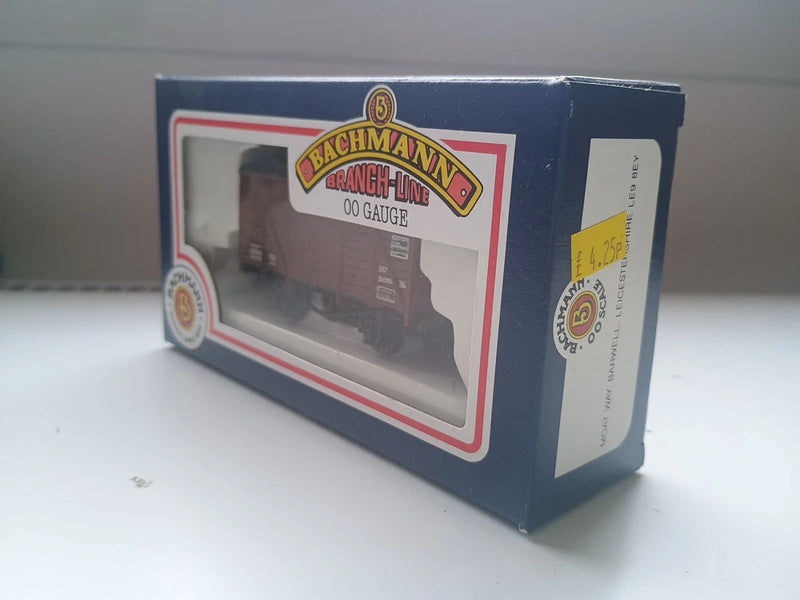 BACHMANN
BRANCH-LINE
OO GAUGE
BACHMANN
4.25P
BACHMANN
OO SCALE
MOAT WAY, BARWELL, LEICESTERSHIRE LE9 8EY